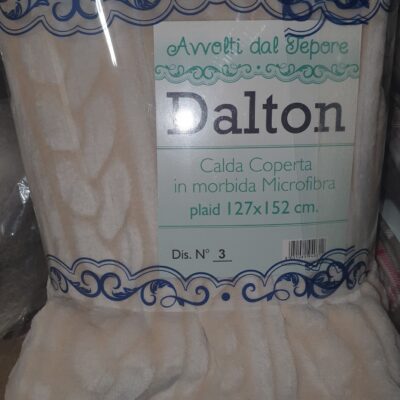 Avvolti dal Tepore
Dalton
Calda Coperta
in morbida Microfibra
plaid 127x152 cm.
Dis. N° 3